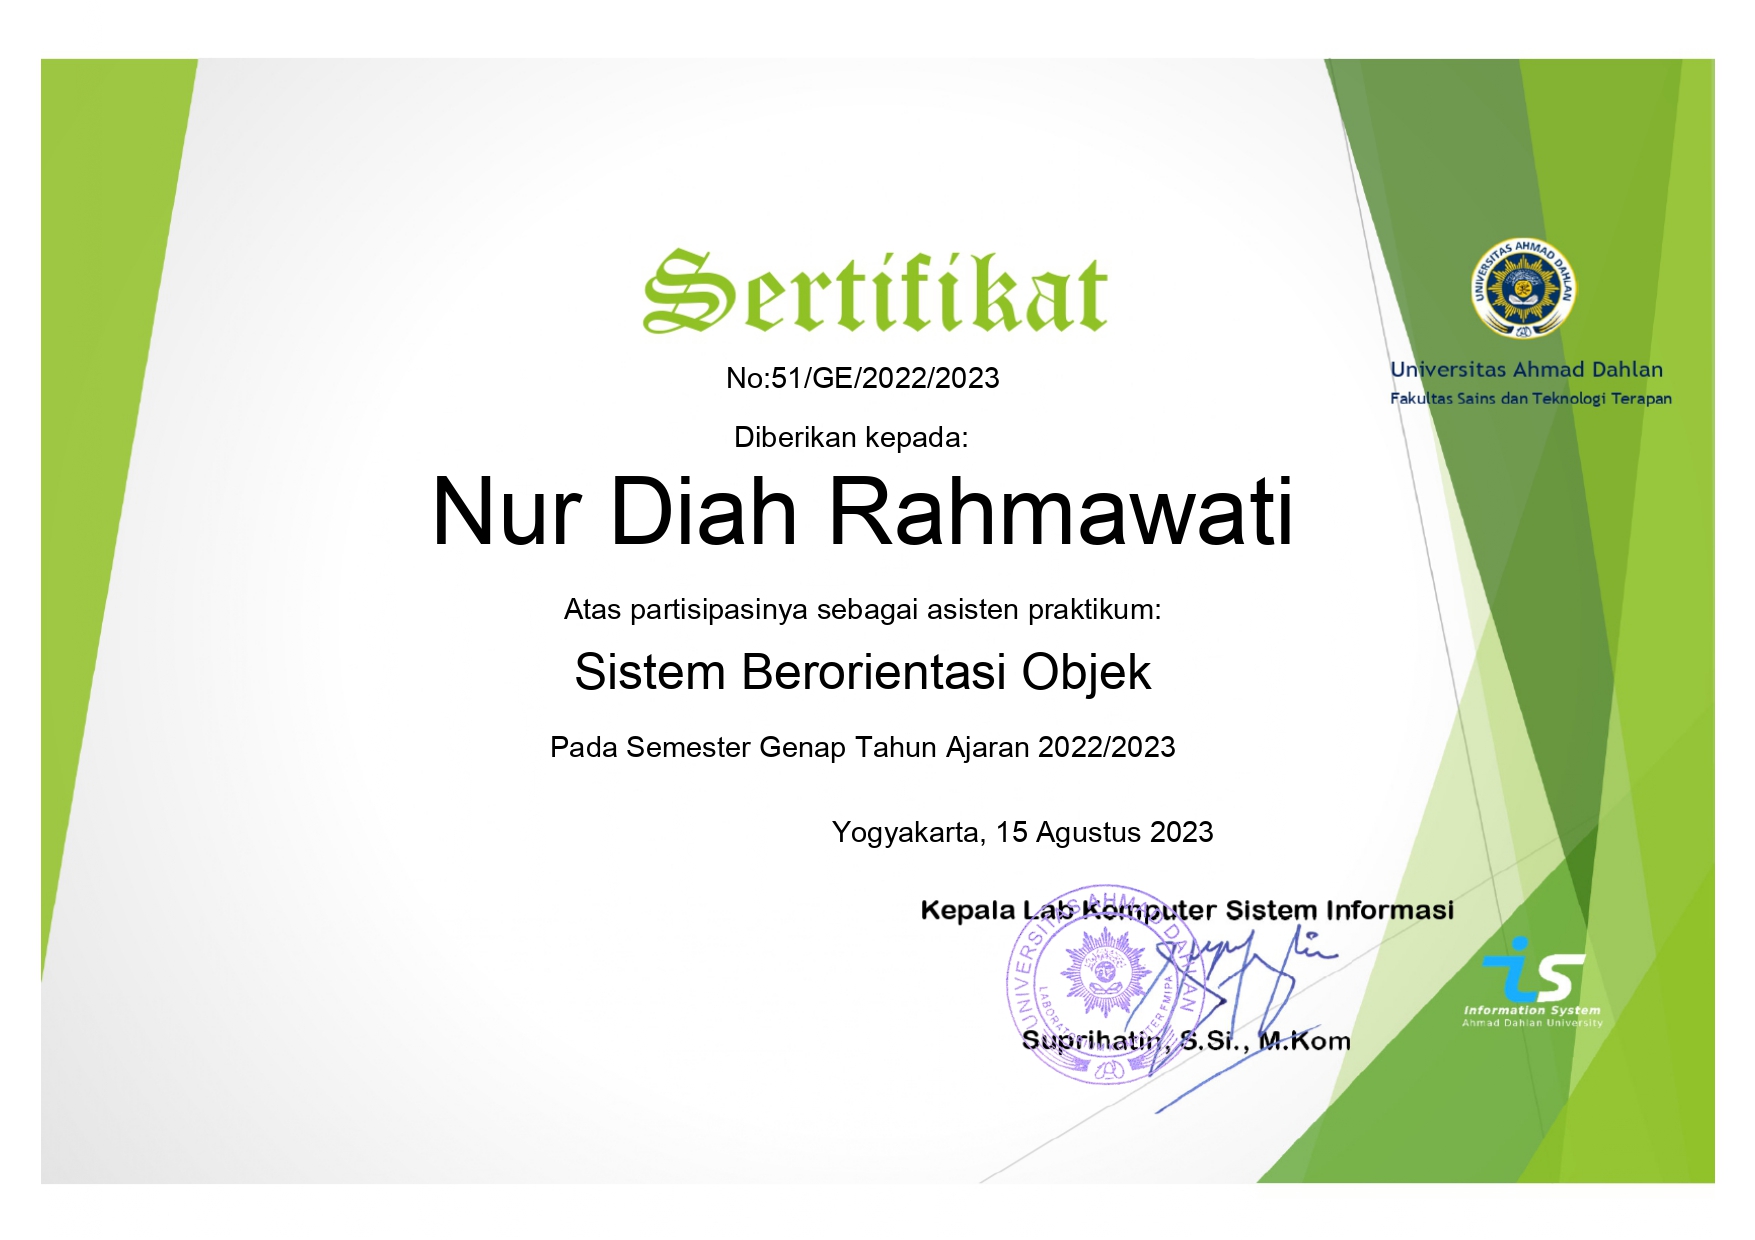 Sertifikat
UNIVERSITAS AHMAD DAHLAN
No:51/GE/2022/2023
Universitas Ahmad Dahlan
Fakultas Sains dan Teknologi Terapan
Diberikan kepada:
Nur Diah Rahmawati
Atas partisipasinya sebagai asisten praktikum:
Sistem Berorientasi Objek
Pada Semester Genap Tahun Ajaran 2022/2023
Yogyakarta, 15 Agustus 2023
Kepala Lab Komputer Sistem Informasi
UNIVERSITAS AHMAD DAHLAN
LABORATORIUM KOMPUTER FMIPA
Suprihatin, S.Si., M.Kom
is
Information System
Ahmad Dahlan University